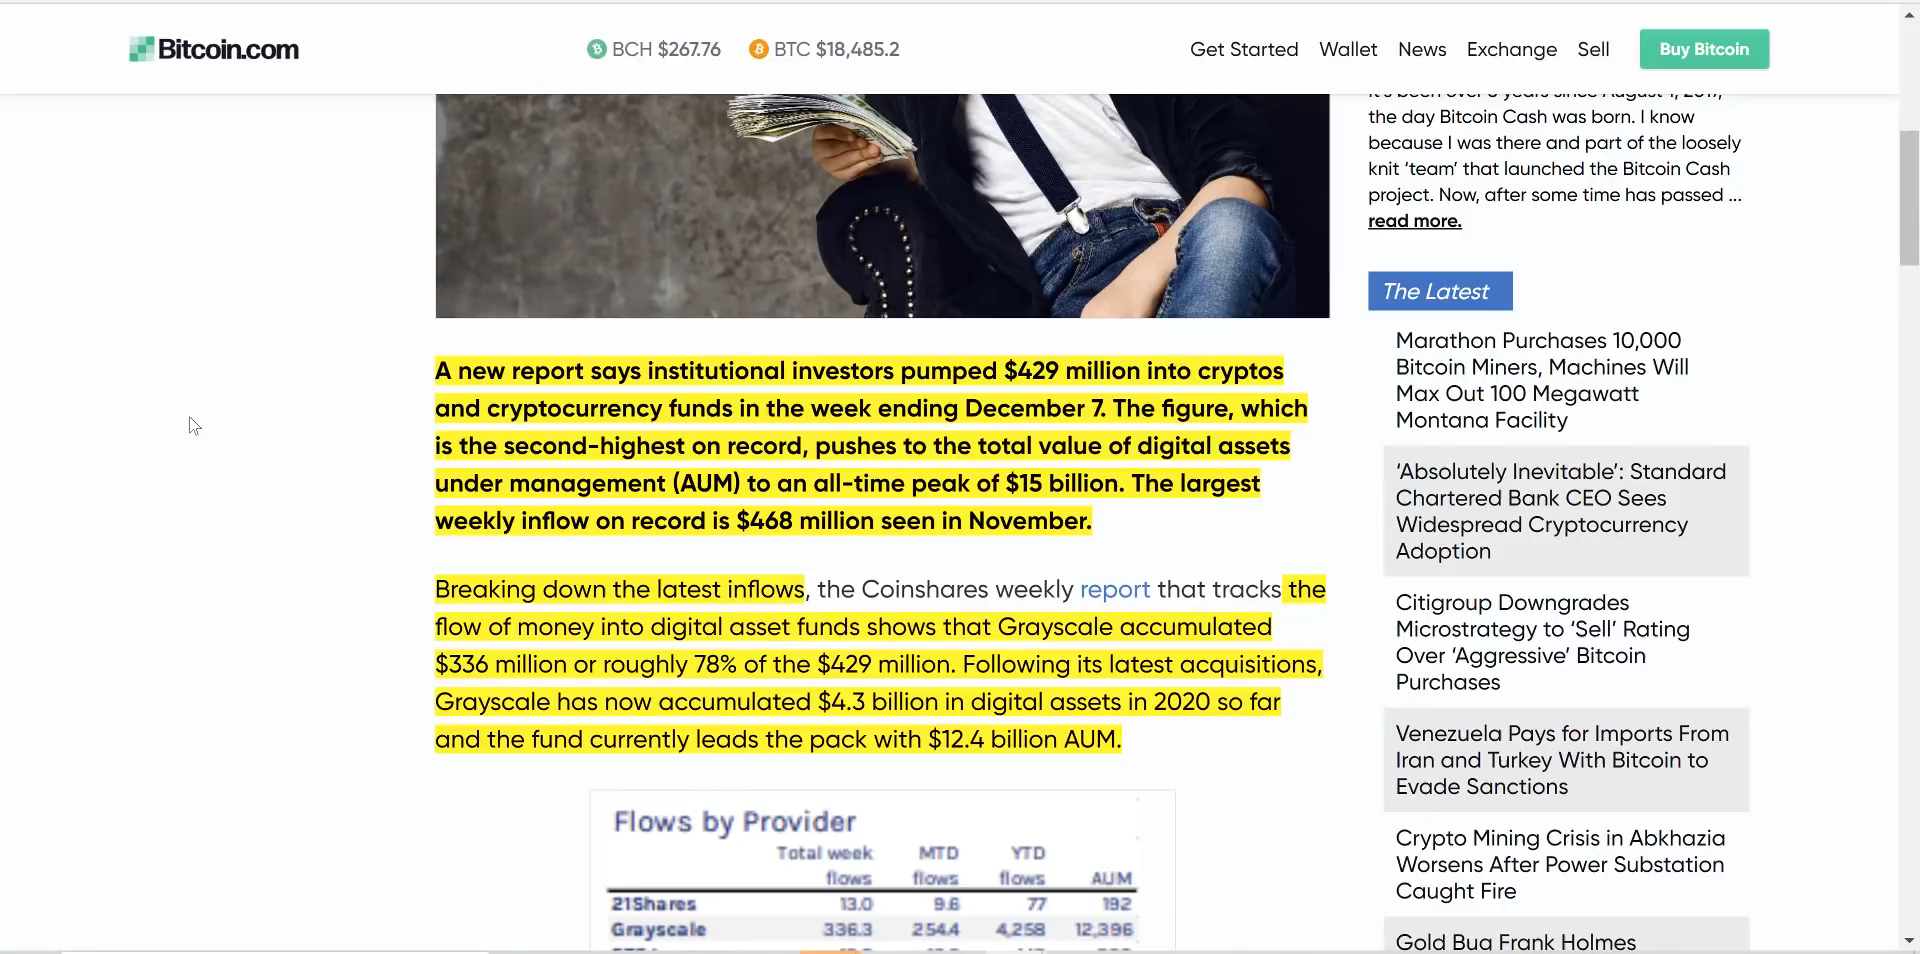 Bitcoin.com
BCH $267.76
BTC $18,485.2
Get Started
Wallet
News
Exchange
Sell
Buy Bitcoin
A new report says institutional investors pumped $429 million into cryptos
and cryptocurrency funds in the week ending December 7. The figure, which
is the second-highest on record, pushes to the total value of digital assets
under management (AUM) to an all-time peak of $15 billion. The largest
weekly inflow on record is $468 million seen in November.
Breaking down the latest inflows, the Coinshares weekly report that tracks the
flow of money into digital asset funds shows that Grayscale accumulated
$336 million or roughly 78% of the $429 million. Following its latest acquisitions,
Grayscale has now accumulated $4.3 billion in digital assets in 2020 so far
and the fund currently leads the pack with $12.4 billion AUM.
Flows by Provider
Total week MTD YTD
flows flows flows AUM
21Shares 13.0 9.6 77 192
Grayscale 336.3 254.4 4,258 12,396
the day Bitcoin Cash was born. I know
because I was there and part of the loosely
knit ‘team’ that launched the Bitcoin Cash
project. Now, after some time has passed ...
read more.
The Latest
Marathon Purchases 10,000
Bitcoin Miners, Machines Will
Max Out 100 Megawatt
Montana Facility
‘Absolutely Inevitable’: Standard
Chartered Bank CEO Sees
Widespread Cryptocurrency
Adoption
Citigroup Downgrades
Microstrategy to ‘Sell’ Rating
Over ‘Aggressive’ Bitcoin
Purchases
Venezuela Pays for Imports From
Iran and Turkey With Bitcoin to
Evade Sanctions
Crypto Mining Crisis in Abkhazia
Worsens After Power Substation
Caught Fire
Gold Bug Frank Holmes